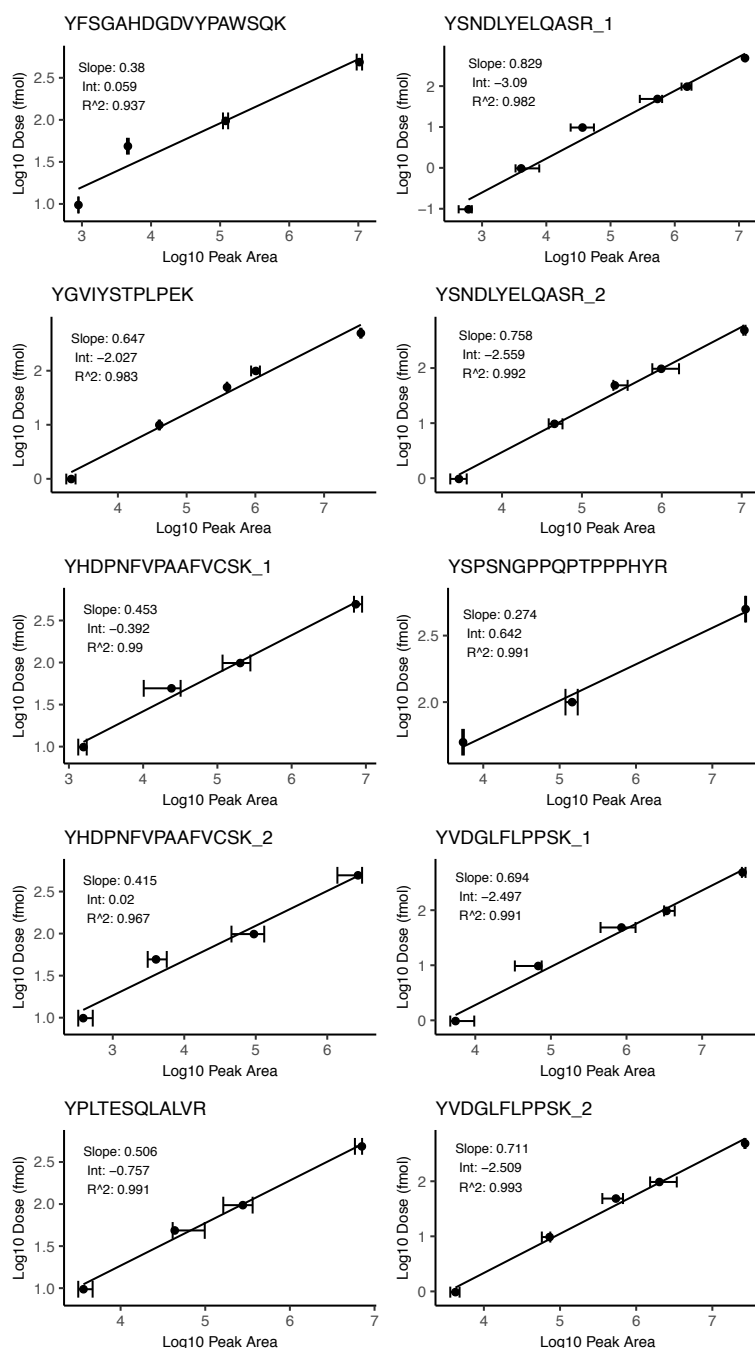 YFSGAHDGDVYPAWSQK
Slope: 0.38
Int: 0.059
R^2: 0.937
2.5
2.0
1.5
1.0
3
4
5
6
7
Log10 Dose (fmol)
Log10 Peak Area
YSNDLYELQASR_1
Slope: 0.829
Int: −3.09
R^2: 0.982
2
1
0
−1
3
4
5
6
7
Log10 Dose (fmol)
Log10 Peak Area
YGVIYSTPLPEK
Slope: 0.647
Int: −2.027
R^2: 0.983
2
1
0
4
5
6
7
Log10 Dose (fmol)
Log10 Peak Area
YSNDLYELQASR_2
Slope: 0.758
Int: −2.559
R^2: 0.992
2
1
0
4
5
6
7
Log10 Dose (fmol)
Log10 Peak Area
YHDPNFVPAAFVCSK_1
Slope: 0.453
Int: −0.392
R^2: 0.99
2.5
2.0
1.5
1.0
3
4
5
6
7
Log10 Dose (fmol)
Log10 Peak Area
YSPSNGPPQPTPPPHYR
Slope: 0.274
Int: 0.642
R^2: 0.991
2.5
2.0
4
5
6
7
Log10 Dose (fmol)
Log10 Peak Area
YHDPNFVPAAFVCSK_2
Slope: 0.415
Int: 0.02
R^2: 0.967
2.5
2.0
1.5
1.0
3
4
5
6
Log10 Dose (fmol)
Log10 Peak Area
YVDGLFLPPSK_1
Slope: 0.694
Int: −2.497
R^2: 0.991
2
1
0
4
5
6
7
Log10 Dose (fmol)
Log10 Peak Area
YPLTESQLALVR
Slope: 0.506
Int: −0.757
R^2: 0.991
2.5
2.0
1.5
1.0
4
5
6
7
Log10 Dose (fmol)
Log10 Peak Area
YVDGLFLPPSK_2
Slope: 0.711
Int: −2.509
R^2: 0.993
2
1
0
4
5
6
7
Log10 Dose (fmol)
Log10 Peak Area